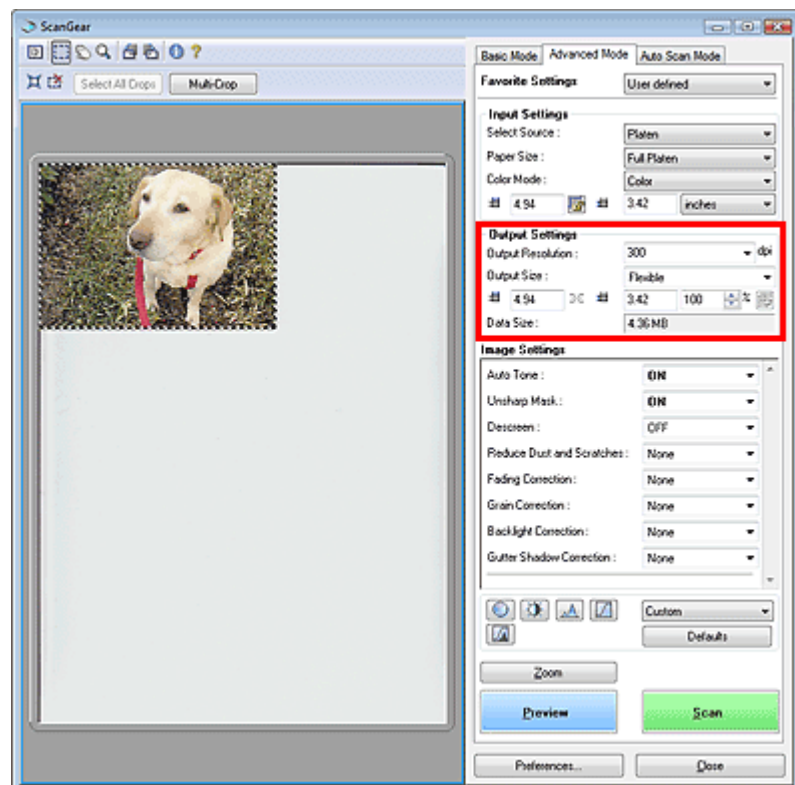 ScanGear
Basic Mode Advanced Mode Auto Scan Mode
Select All Crops Multi-Crop
Favorite Settings User defined
Input Settings
Select Source : Platen
Paper Size : Full Platen
Color Mode : Color
4.94 3.42 inches
Output Settings
Output Resolution : 300 dpi
Output Size : Flexible
4.94 3.42 100 %
Data Size : 4.36 MB
Image Settings
Auto Tone : ON
Unsharp Mask : ON
Descreen : OFF
Reduce Dust and Scratches : None
Fading Correction : None
Grain Correction : None
Backlight Correction : None
Gutter Shadow Correction : None
Custom
Defaults
Zoom
Preview Scan
Preferences... Close